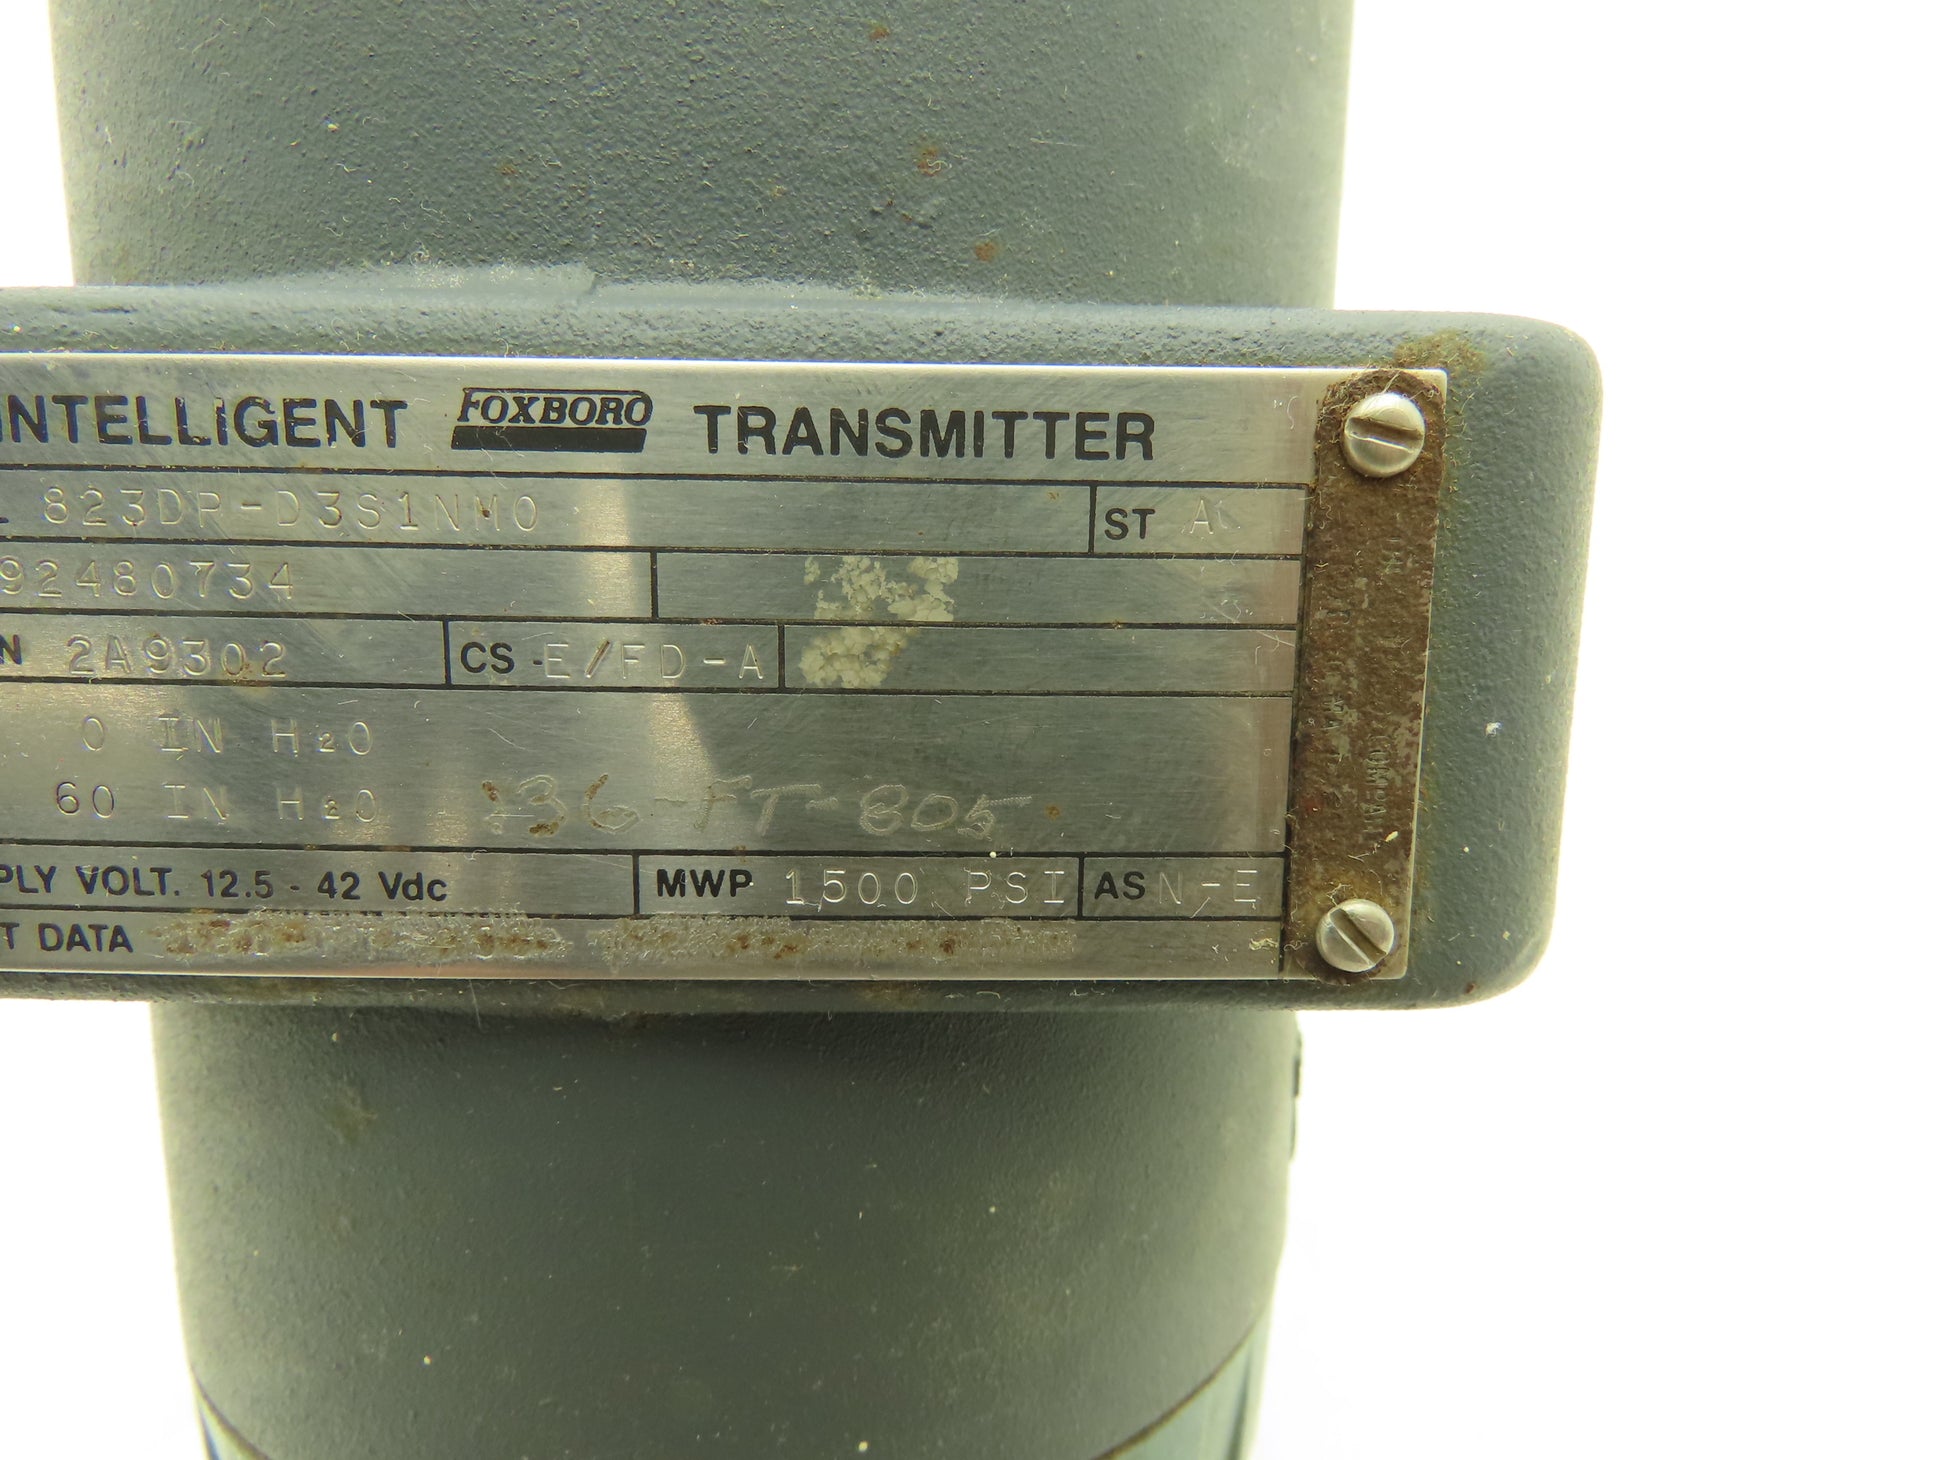 INTELLIGENT FOXBORO TRANSMITTER
L 823DP-D3S1NM0 ST A
92480734
N 2A9302 CS -E/FD-A
0 IN H2O
60 IN H2O 36-FT-805
PLY VOLT. 12.5 - 42 Vdc MWP 1500 PSI AS N-E
T DATA